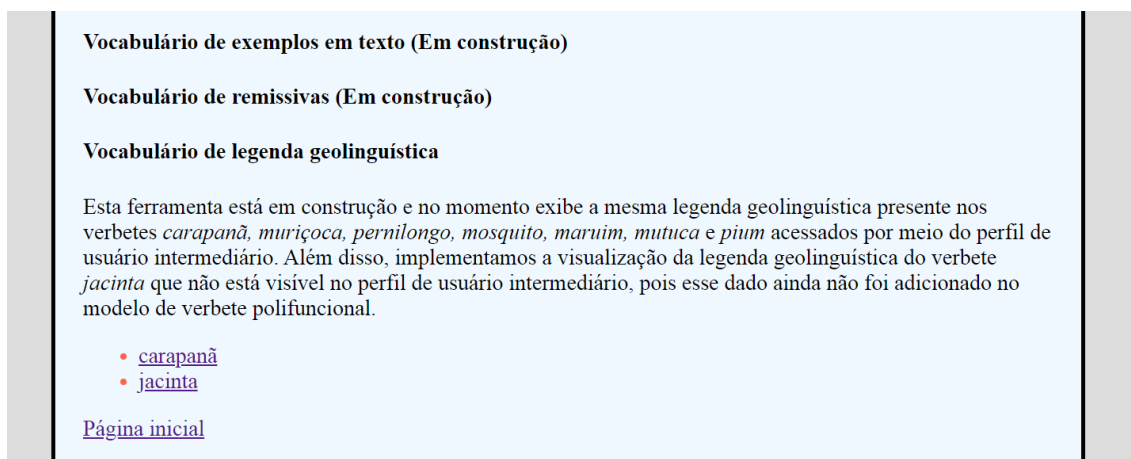 Vocabulário de exemplos em texto (Em construção)
Vocabulário de remissivas (Em construção)
Vocabulário de legenda geolinguística
Esta ferramenta está em construção e no momento exibe a mesma legenda geolinguística presente nos
verbetes carapanã, muriçoca, pernilongo, mosquito, maruim, mutuca e pium acessados por meio do perfil de
usuário intermediário. Além disso, implementamos a visualização da legenda geolinguística do verbete
jacinta que não está visível no perfil de usuário intermediário, pois esse dado ainda não foi adicionado no
modelo de verbete polifuncional.
• carapanã
• jacinta
Página inicial